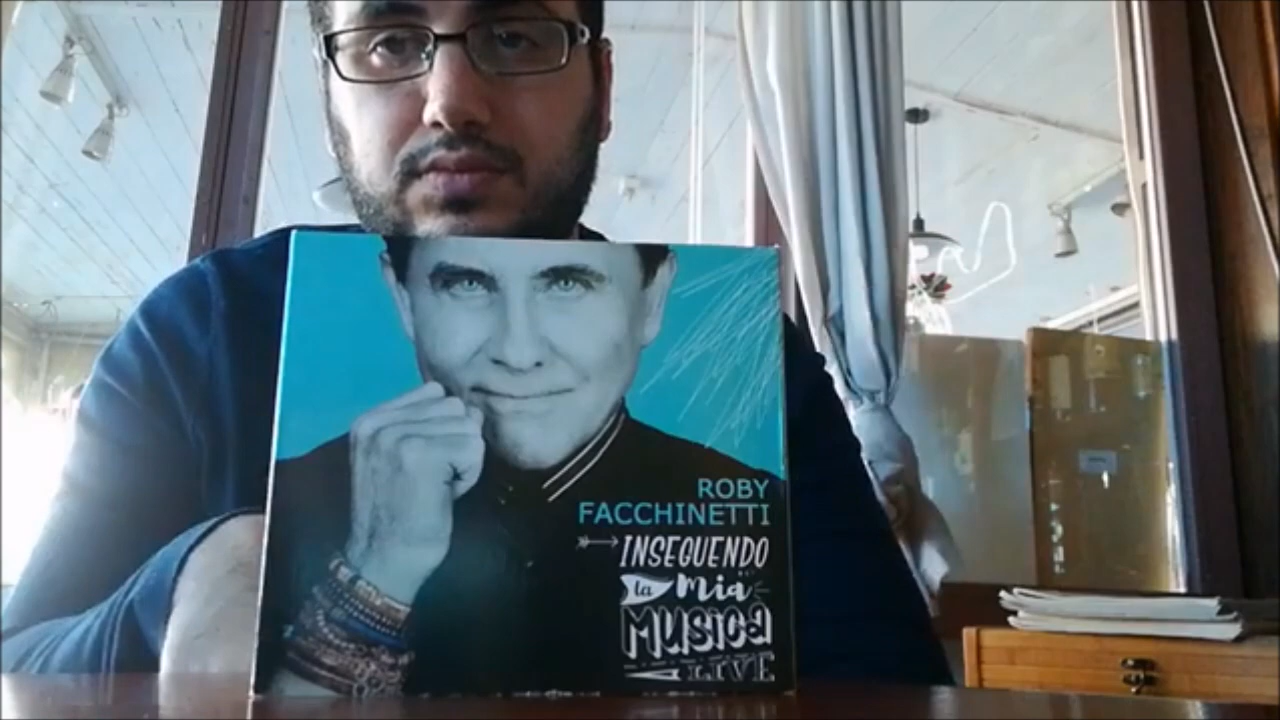 ROBY
FACCHINETTI
INSEGUENDO
la Mia
MUSICA
LIVE